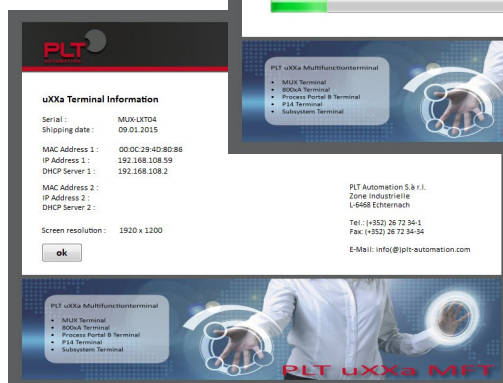 PLT
AUTOMATION
uXXa Terminal Information
Serial : MUX-LXT04
Shipping date : 09.01.2015
MAC Address 1 : 00:0C:29:4D:80:86
IP Address 1 : 192.168.108.59
DHCP Server 1 : 192.168.108.2
MAC Address 2 :
IP Address 2 :
DHCP Server 2 :
Screen resolution : 1920 x 1200
ok
PLT uXXa Multifunctionterminal
• MUX Terminal
• 800xA Terminal
• Process Portal B Terminal
• P14 Terminal
• Subsystem Terminal
PLT Automation S.à r.l.
Zone Industrielle
L-6468 Echternach
Tel.: (+352) 26 72 34-1
Fax: (+352) 26 72 34-34
E-Mail: info(@)plt-automation.com
PLT uXXa Multifunctionterminal
• MUX Terminal
• 800xA Terminal
• Process Portal B Terminal
• P14 Terminal
• Subsystem Terminal
PLT uXXa MFT